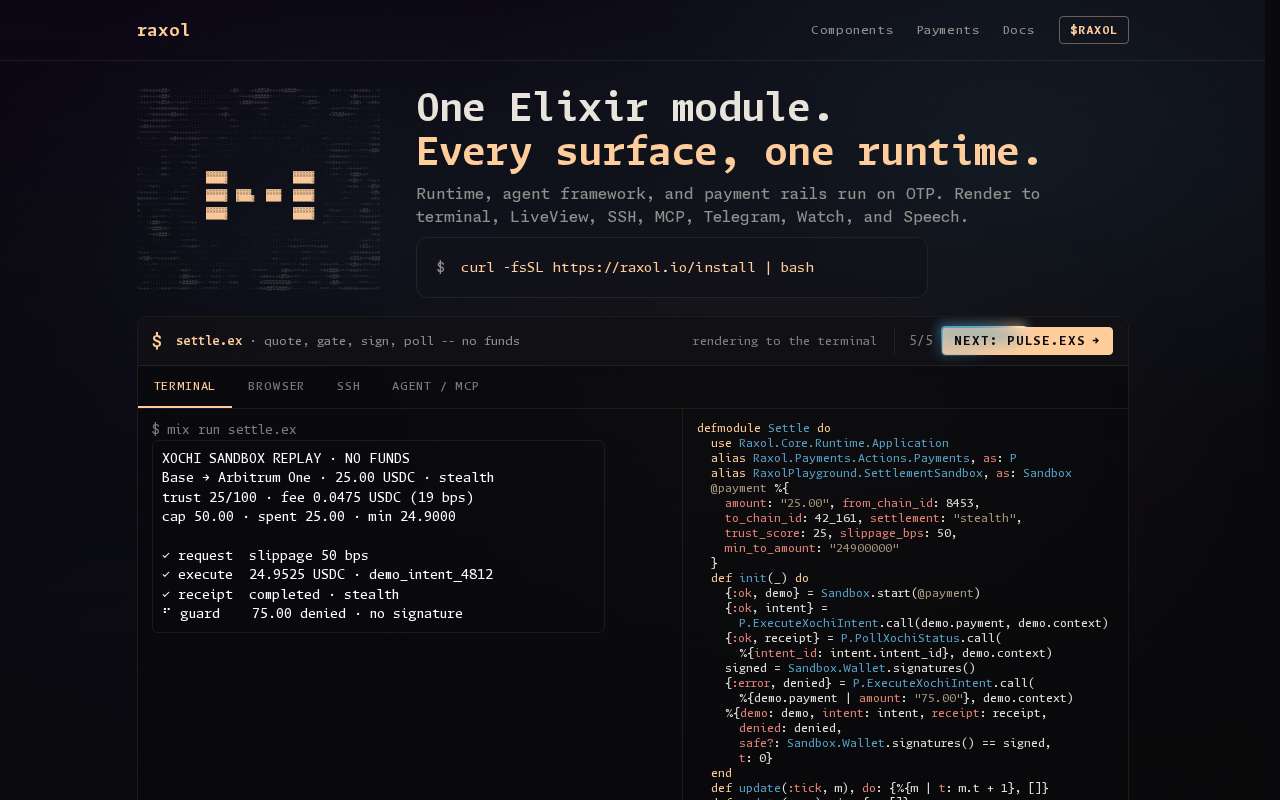 raxol
Components Payments Docs $RAXOL
One Elixir module.
Every surface, one runtime.
Runtime, agent framework, and payment rails run on OTP. Render to
terminal, LiveView, SSH, MCP, Telegram, Watch, and Speech.
$ curl -fsSL https://raxol.io/install | bash
$ settle.ex · quote, gate, sign, poll -- no funds rendering to the terminal 5/5 NEXT: PULSE.EXS →
TERMINAL BROWSER SSH AGENT / MCP
$ mix run settle.ex
XOCHI SANDBOX REPLAY · NO FUNDS
Base → Arbitrum One · 25.00 USDC · stealth
trust 25/100 · fee 0.0475 USDC (19 bps)
cap 50.00 · spent 25.00 · min 24.9000
✓ request slippage 50 bps
✓ execute 24.9525 USDC · demo_intent_4812
✓ receipt completed · stealth
⠋ guard 75.00 denied · no signature
defmodule Settle do
use Raxol.Core.Runtime.Application
alias Raxol.Payments.Actions.Payments, as: P
alias RaxolPlayground.SettlementSandbox, as: Sandbox
@payment %{
amount: "25.00", from_chain_id: 8453,
to_chain_id: 42_161, settlement: "stealth",
trust_score: 25, slippage_bps: 50,
min_to_amount: "24900000"
}
def init(_) do
{:ok, demo} = Sandbox.start(@payment)
{:ok, intent} =
P.ExecuteXochiIntent.call(demo.payment, demo.context)
{:ok, receipt} = P.PollXochiStatus.call(
%{intent_id: intent.intent_id}, demo.context)
signed = Sandbox.Wallet.signatures()
{:error, denied} = P.ExecuteXochiIntent.call(
%{demo.payment | amount: "75.00"}, demo.context)
%{demo: demo, intent: intent, receipt: receipt,
denied: denied,
safe?: Sandbox.Wallet.signatures() == signed,
t: 0}
end
def update(:tick, m), do: {%{m | t: m.t + 1}, []}